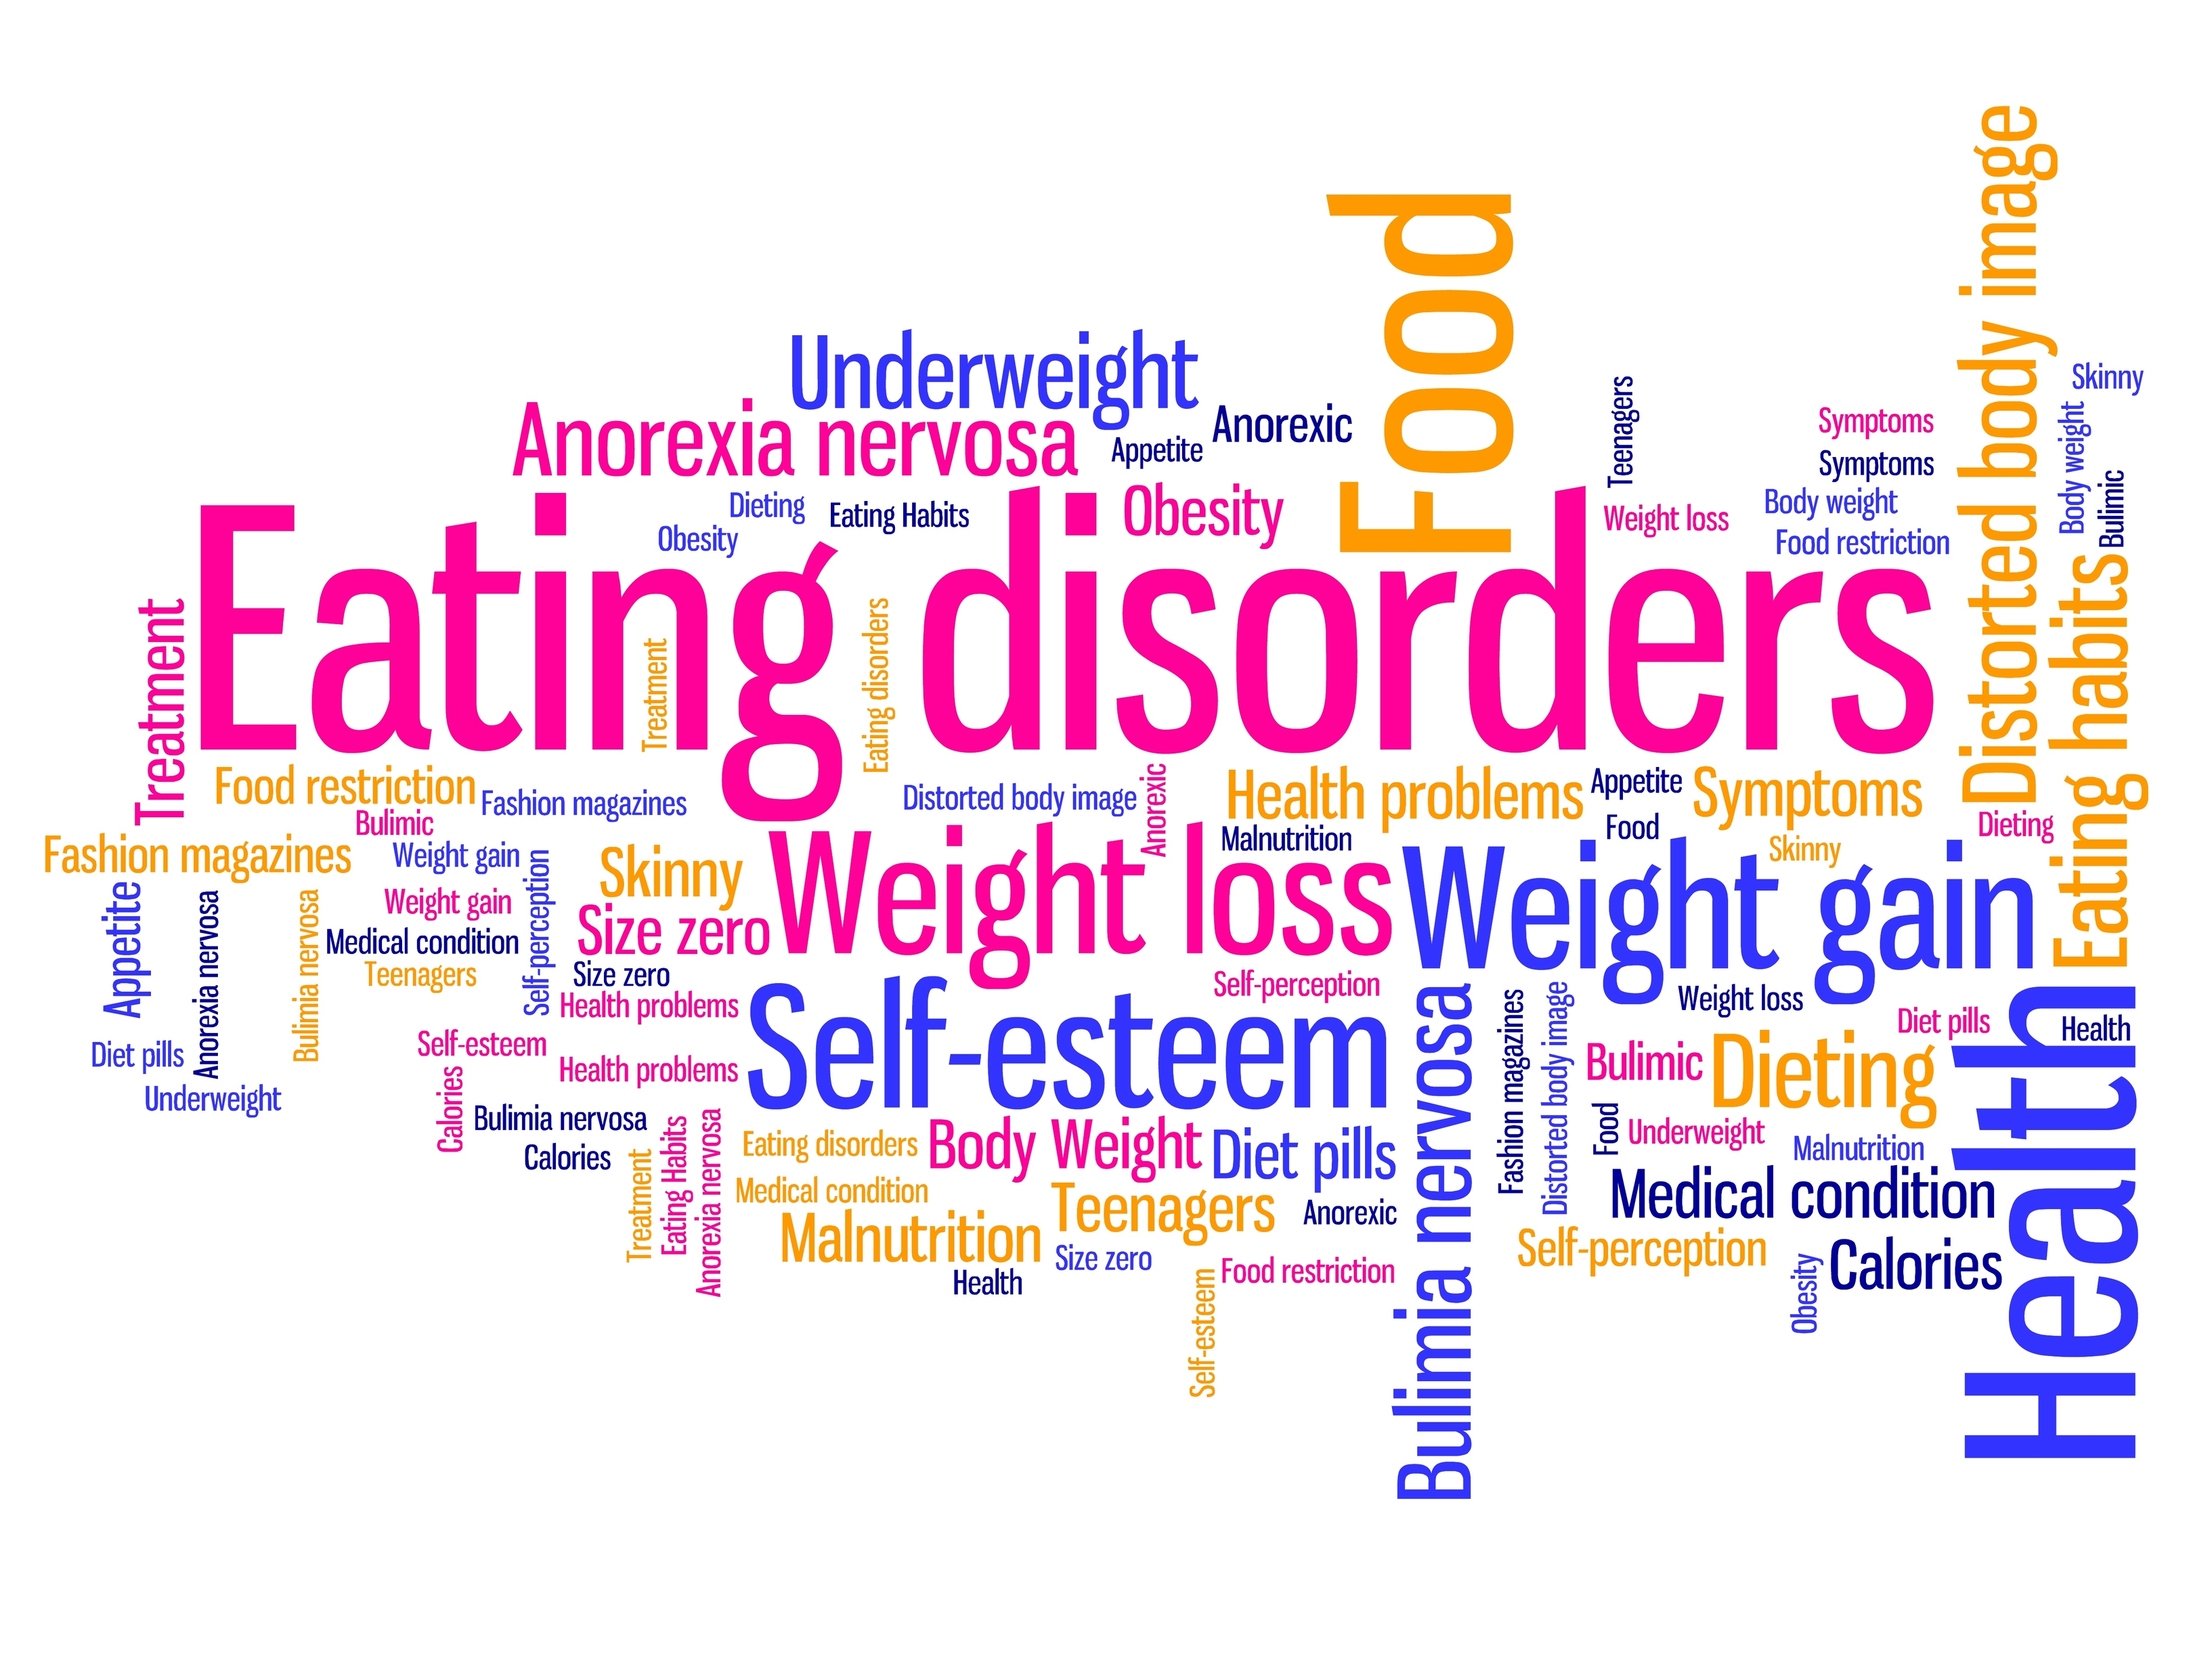 Distorted body image
Food
Underweight
Skinny
Anorexia nervosa
Anorexic
Appetite
Teenagers
Symptoms
Symptoms
Body weight
Bulimic
Dieting
Eating Habits
Obesity
Obesity
Weight loss
Body weight
Food restriction
Eating disorders
Treatment
Treatment
Eating disorders
Eating habits
Food restriction
Fashion magazines
Distorted body image
Anorexic
Health problems
Appetite
Symptoms
Bulimic
Malnutrition
Food
Dieting
Fashion magazines
Weight gain
Skinny
Weight loss
Weight gain
Skinny
Appetite
Anorexia nervosa
Bulimia nervosa
Weight gain
Self-perception
Size zero
Medical condition
Teenagers
Size zero
Self-perception
Weight loss
Health problems
Self-esteem
Diet pills
Health
Diet pills
Self-esteem
Health problems
Bulimia nervosa
Fashion magazines
Distorted body image
Bulimic
Dieting
Health
Underweight
Calories
Bulimia nervosa
Calories
Treatment
Eating Habits
Anorexia nervosa
Eating disorders
Body Weight
Diet pills
Food
Underweight
Malnutrition
Medical condition
Teenagers
Anorexic
Medical condition
Malnutrition
Size zero
Self-perception
Calories
Health
Food restriction
Obesity
Self-esteem